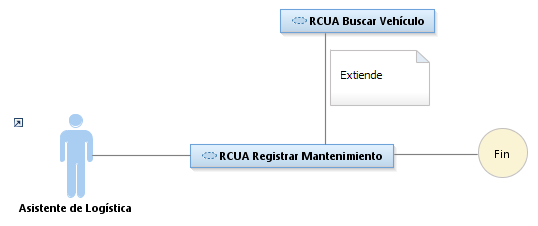 RCUA Buscar Vehículo
Extiende
RCUA Registrar Mantenimiento
Fin
Asistente de Logística